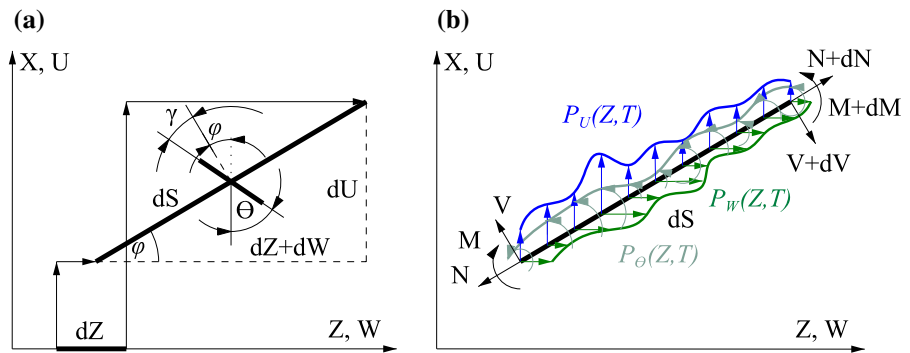 (a)
X, U
γ
φ
dS
Θ
dU
φ
dZ+dW
dZ
Z, W
(b)
X, U
N+dN
P_U(Z,T)
M+dM
V+dV
V
dS
P_W(Z,T)
M
P_Θ(Z,T)
N
Z, W